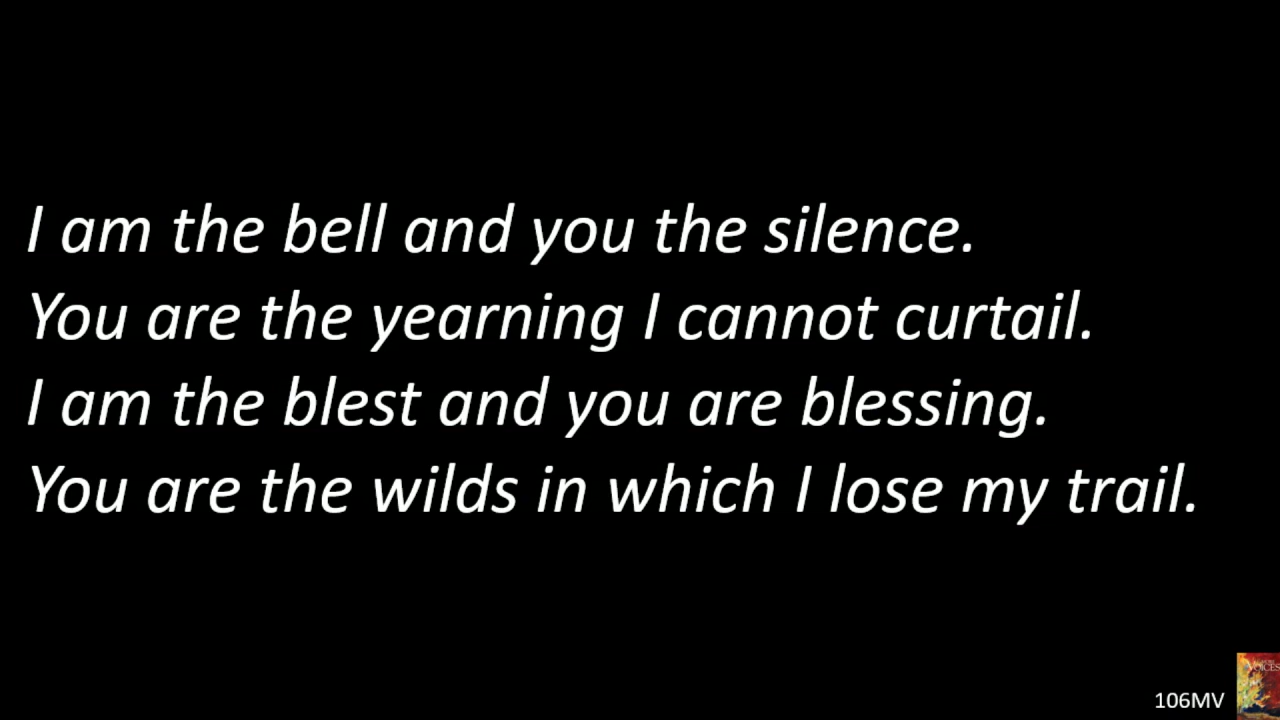 I am the bell and you the silence.
You are the yearning I cannot curtail.
I am the blest and you are blessing.
You are the wilds in which I lose my trail.
VOICES
106MV